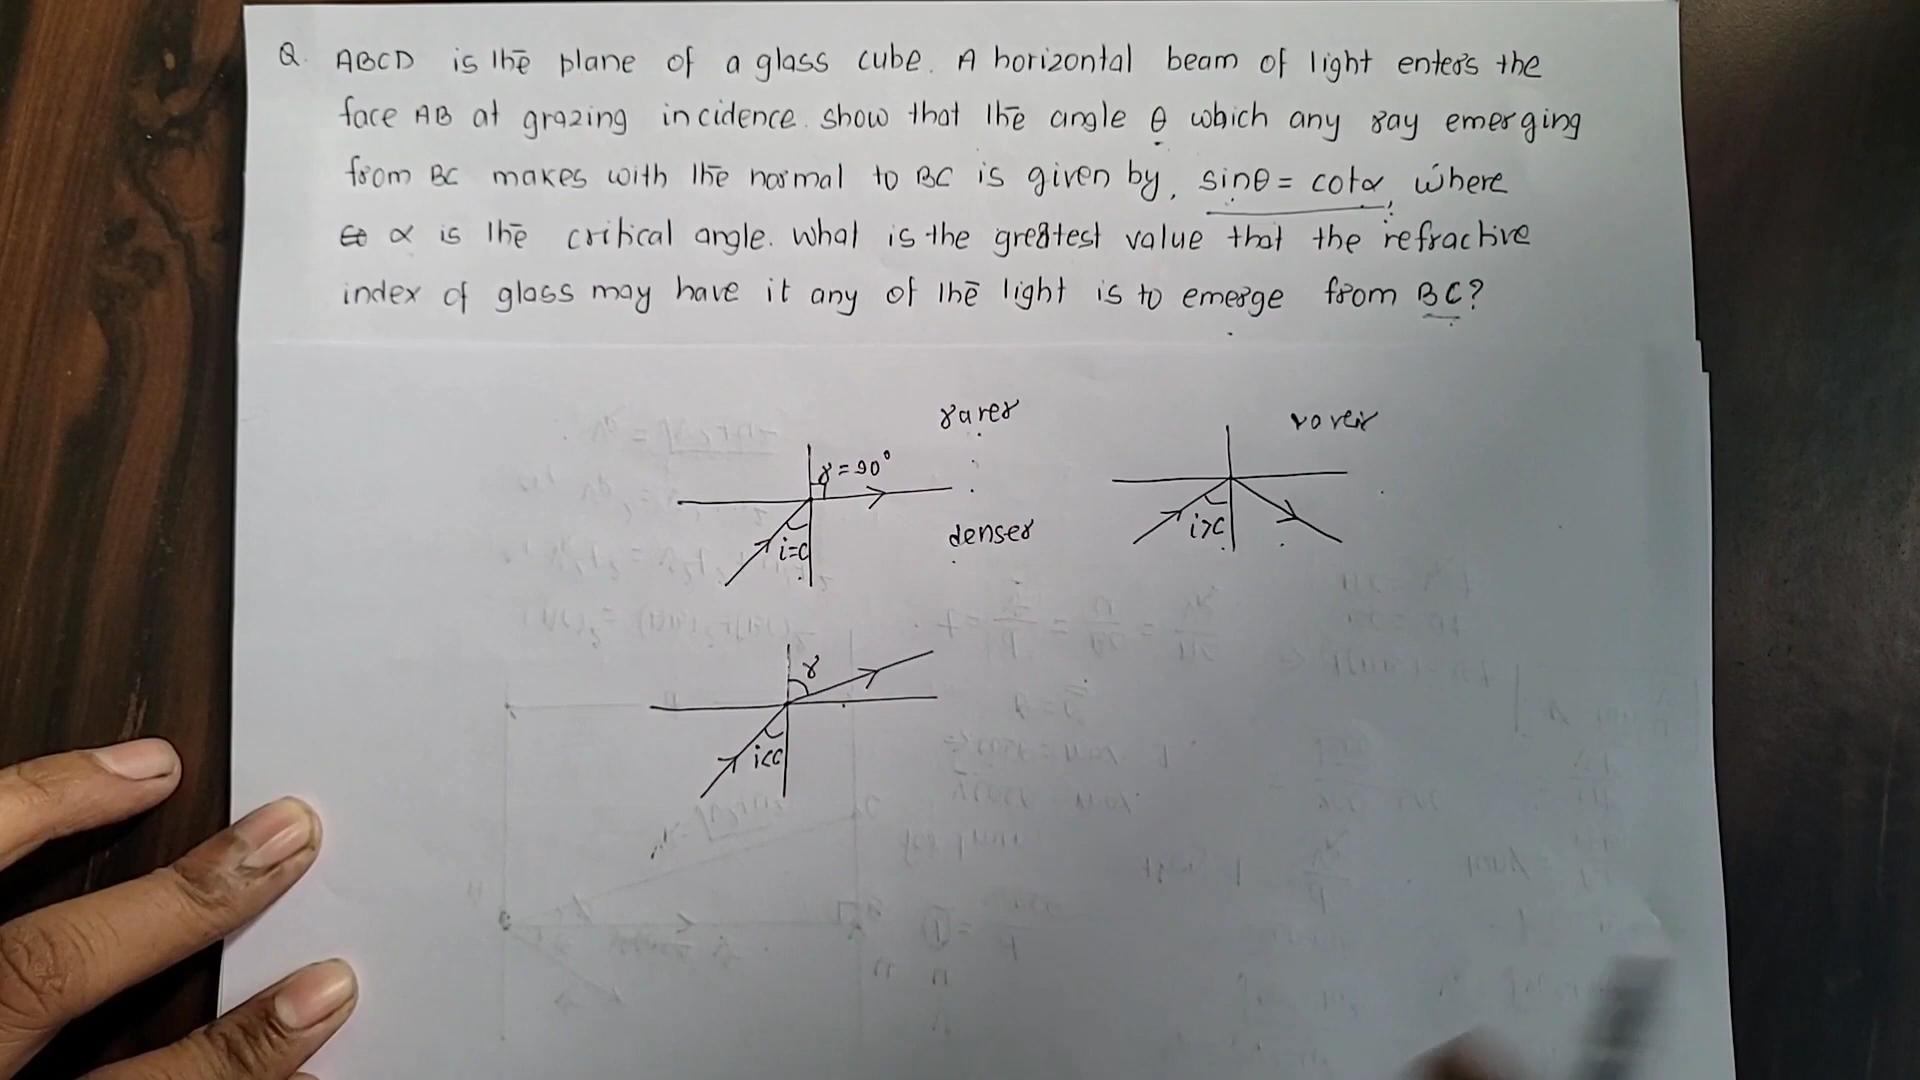 Q. ABCD is the plane of a glass cube. A horizontal beam of light enters the
face AB at grazing incidence. show that the angle θ which any ray emerging
from BC makes with the normal to BC is given by, sinθ = cotα, where
α is the critical angle. what is the greatest value that the refractive
index of glass may have it any of the light is to emerge from BC?
rarer
rarer
r = 90°
denser
i=c
i>c
r
i<c